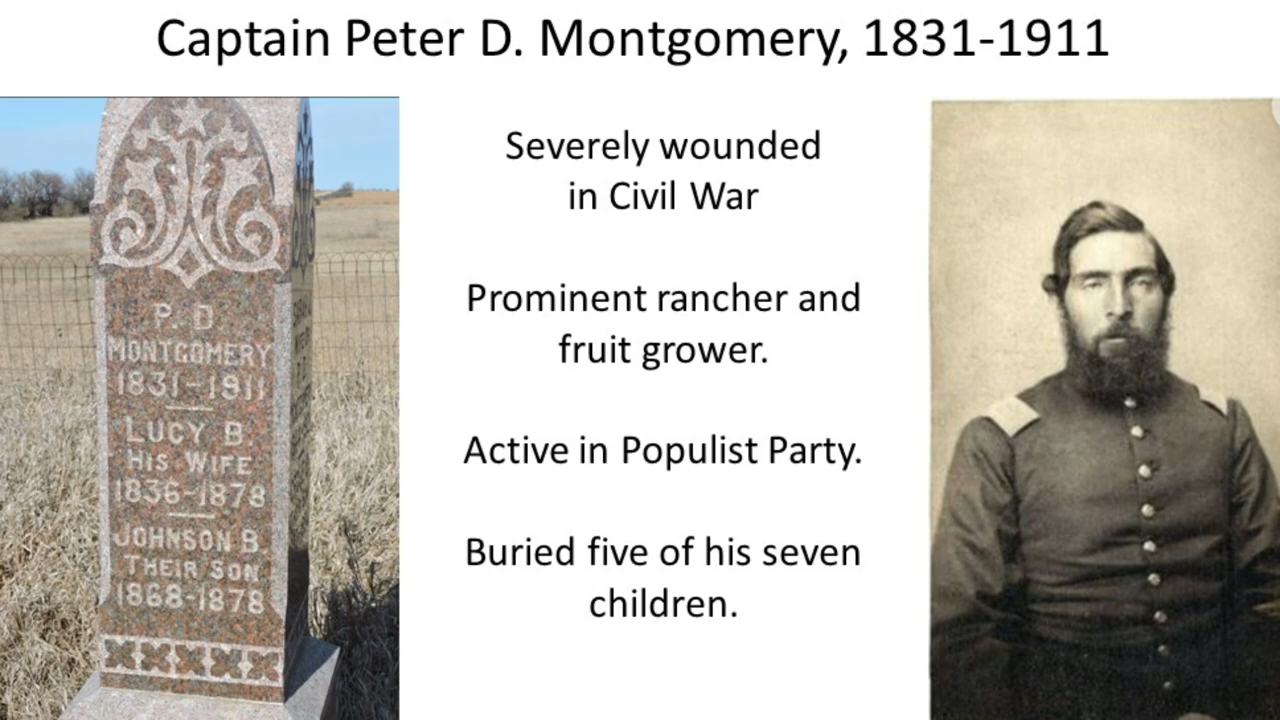 Captain Peter D. Montgomery, 1831-1911
P. D.
MONTGOMERY
1831-1911
LUCY B.
HIS WIFE
1836-1878
JOHNSON B.
THEIR SON
1868-1878
Severely wounded
in Civil War
Prominent rancher and
fruit grower.
Active in Populist Party.
Buried five of his seven
children.